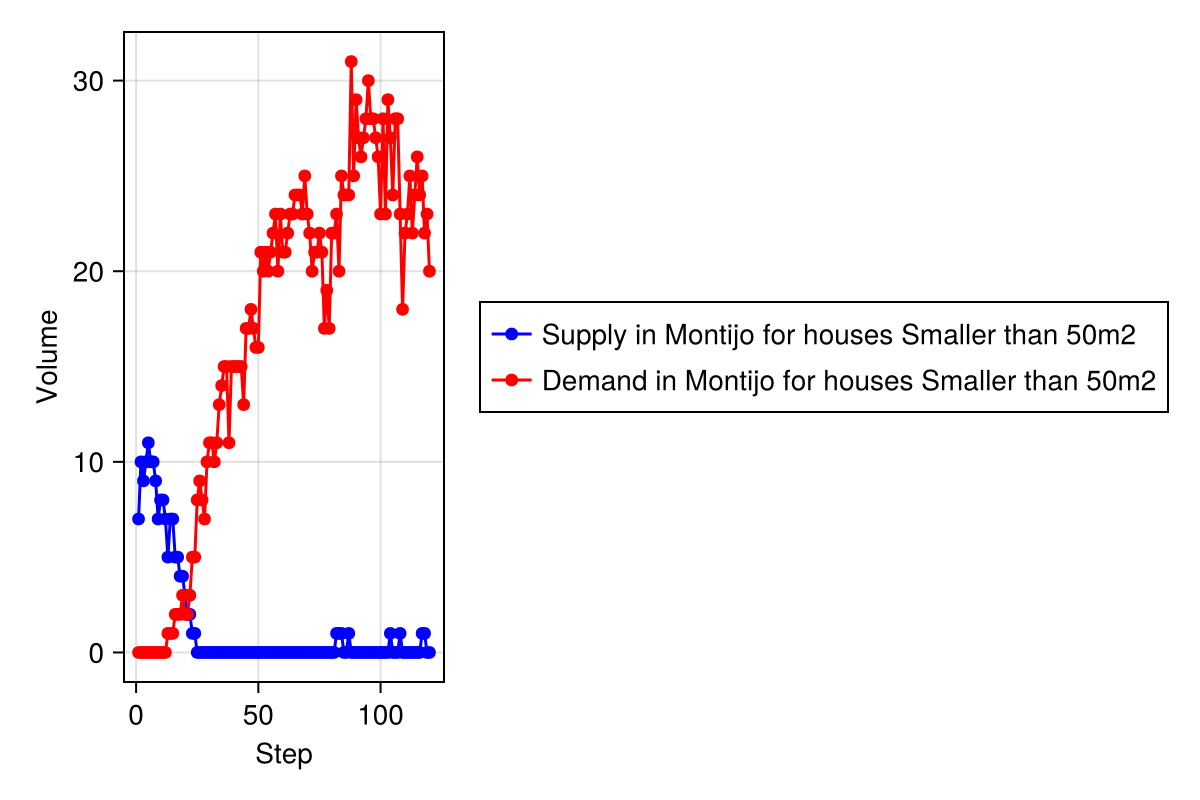 30
20
10
0
Volume
0 50 100
Step
Supply in Montijo for houses Smaller than 50m2
Demand in Montijo for houses Smaller than 50m2